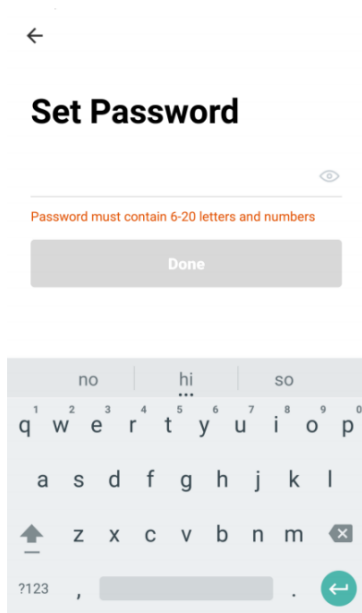 Set Password
Password must contain 6-20 letters and numbers
Done
no hi so
1 2 3 4 5 6 7 8 9 0
q w e r t y u i o p
a s d f g h j k l
z x c v b n m
?123 , .